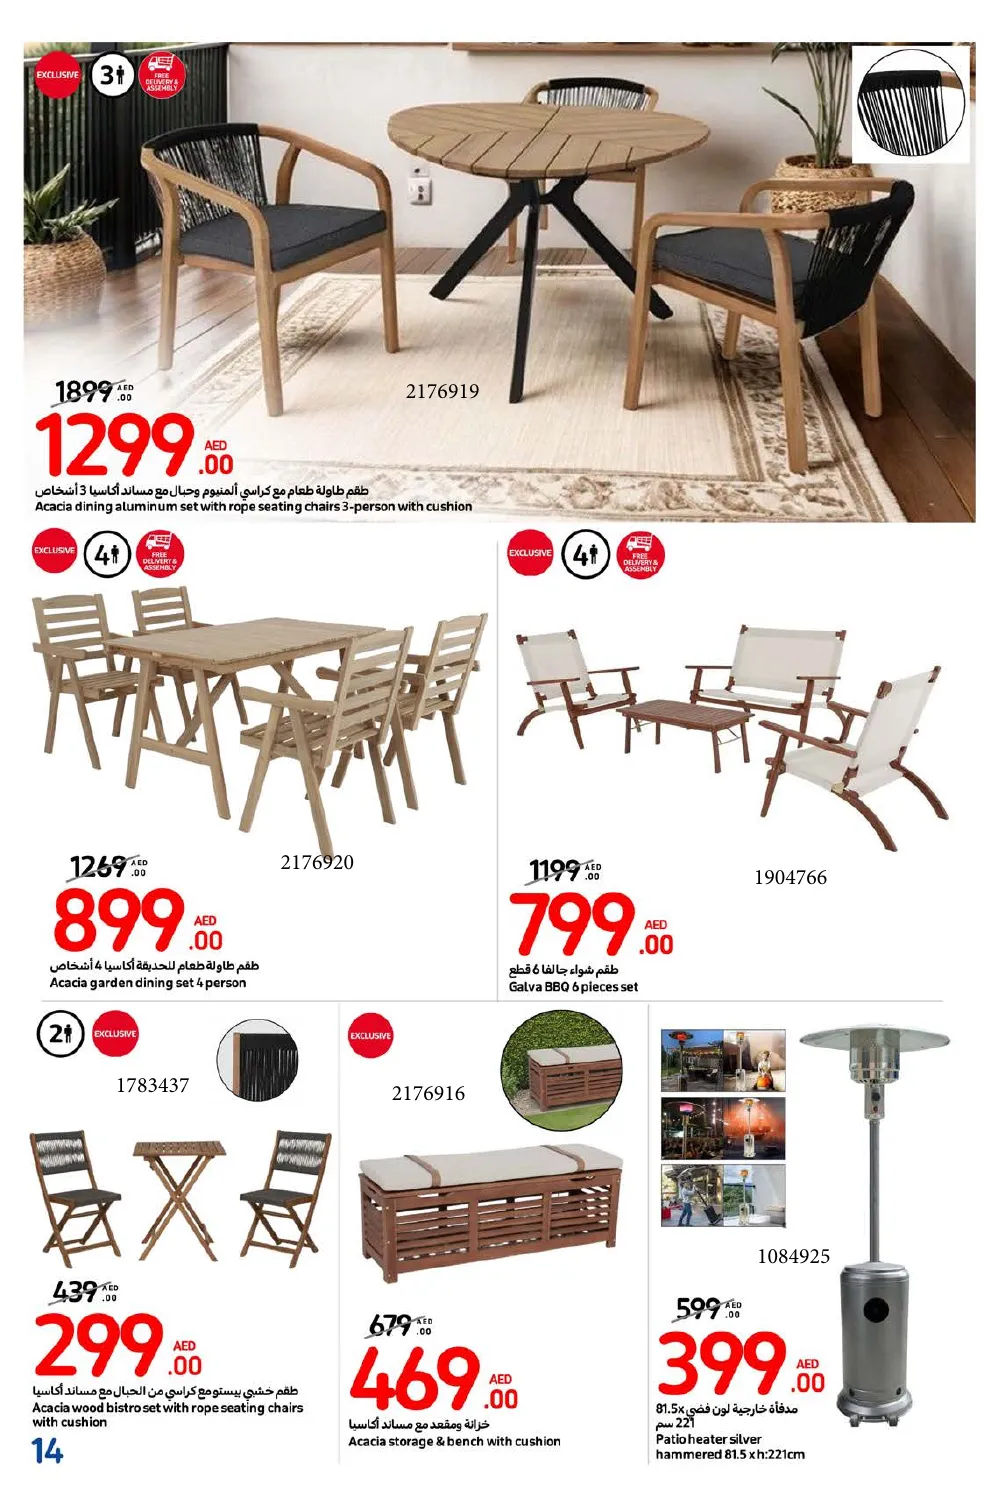 EXCLUSIVE
3
FREE
DELIVERY &
ASSEMBLY
1899 AED .00
2176919
1299 AED .00
طقم طاولة طعام مع كراسي ألمنيوم وحبال مع مساند أكاسيا 3 أشخاص
Acacia dining aluminum set with rope seating chairs 3-person with cushion
EXCLUSIVE
4
FREE
DELIVERY &
ASSEMBLY
1269 AED .00
2176920
899 AED .00
طقم طاولة طعام للحديقة أكاسيا 4 أشخاص
Acacia garden dining set 4 person
EXCLUSIVE
4
FREE
DELIVERY &
ASSEMBLY
1199 AED .00
1904766
799 AED .00
طقم شواء جالفا 6 قطع
Galva BBQ 6 pieces set
2
EXCLUSIVE
1783437
439 AED .00
299 AED .00
طقم خشبي بيستو مع كراسي من الحبال مع مساند أكاسيا
Acacia wood bistro set with rope seating chairs
with cushion
EXCLUSIVE
2176916
679 AED .00
469 AED .00
خزانة ومقعد مع مساند أكاسيا
Acacia storage & bench with cushion
1084925
599 AED .00
399 AED .00
مدفأة خارجية لون فضي 81.5x
221 سم
Patio heater silver
hammered 81.5 x h:221cm
14